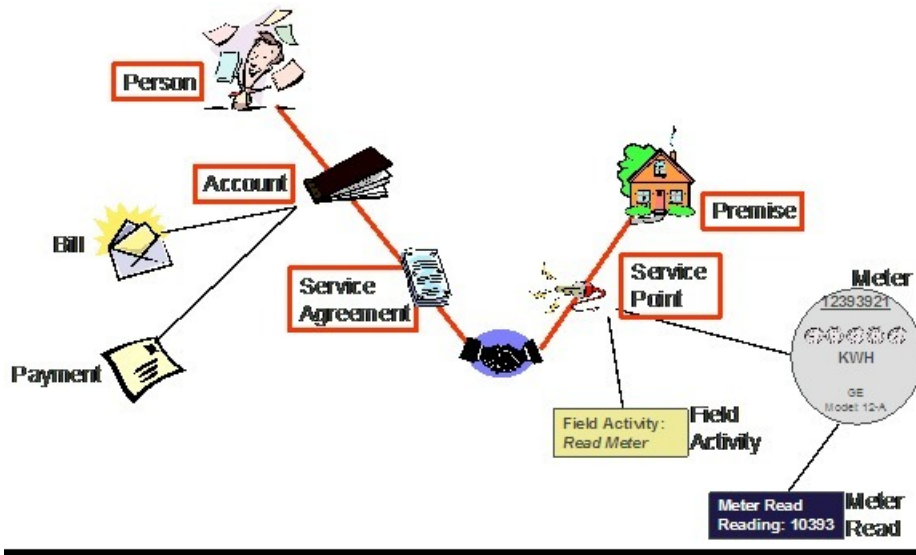 Person
Account
Bill
Premise
Service
Agreement
Service
Point
Meter
12393921
KWH
GE
Model: 12-A
Payment
Field Activity:
Read Meter
Field
Activity
Meter Read
Reading: 10393
Meter
Read